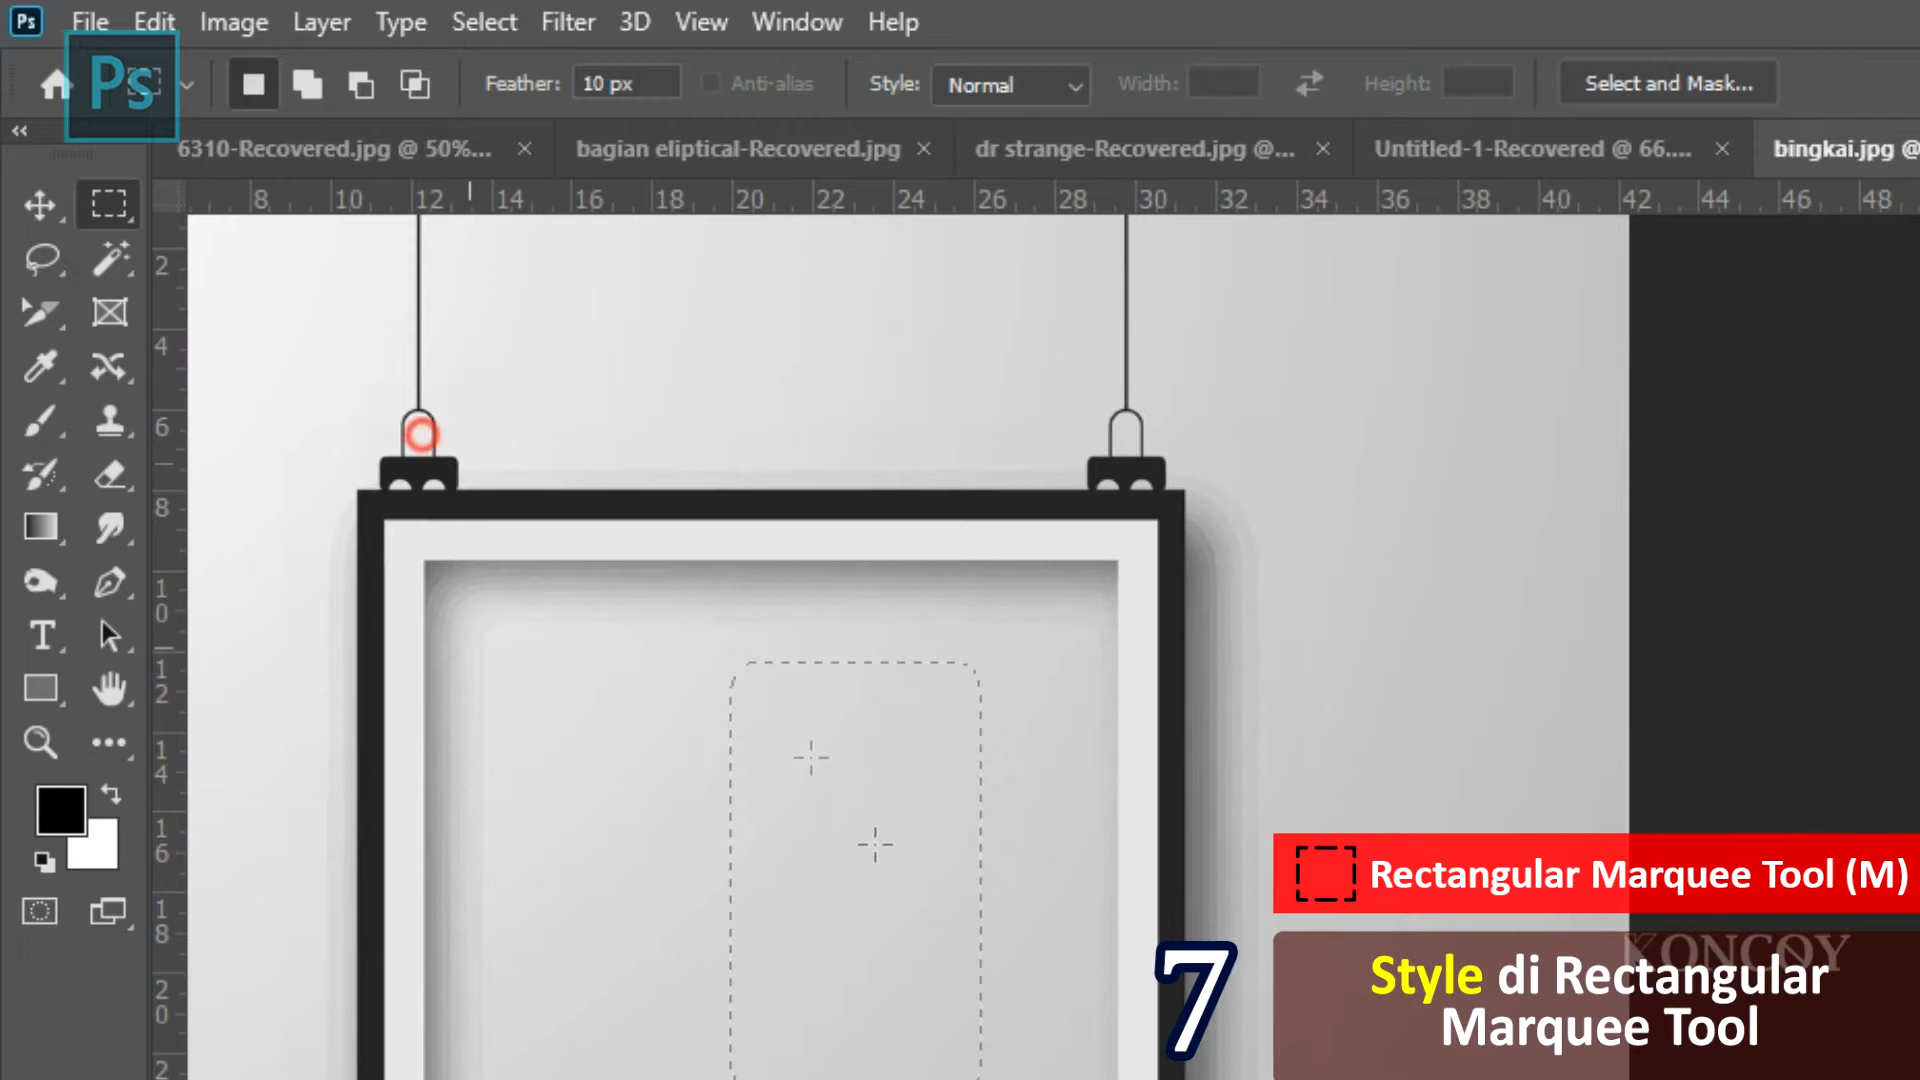 Ps File Edit Image Layer Type Select Filter 3D View Window Help
Ps Feather: 10 px Anti-alias Style: Normal Width: Height: Select and Mask...
6310-Recovered.jpg @ 50%... × bagian eliptical-Recovered.jpg × dr strange-Recovered.jpg @... × Untitled-1-Recovered @ 66.... × bingkai.jpg @
8 10 12 14 16 18 20 22 24 26 28 30 32 34 36 38 40 42 44 46 48
2
4
6
8
10
12
14
16
18
20
2
T
Rectangular Marquee Tool (M)
KONCOY
7 Style di Rectangular
Marquee Tool